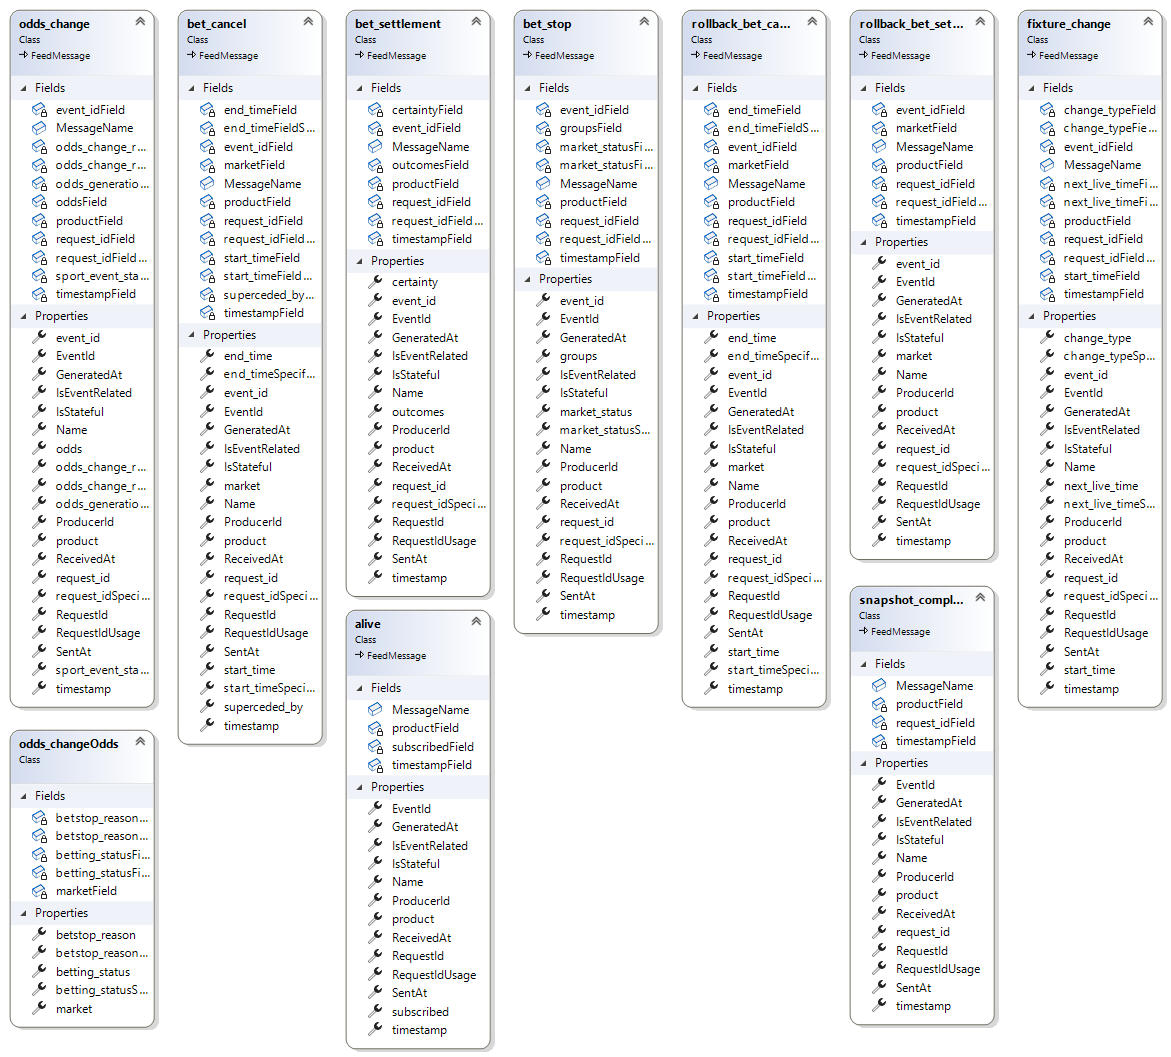 odds_change
Class
FeedMessage
Fields
event_idField
MessageName
odds_change_r...
odds_change_r...
odds_generatio...
oddsField
productField
request_idField
request_idField...
sport_event_sta...
timestampField
Properties
event_id
EventId
GeneratedAt
IsEventRelated
IsStateful
Name
odds
odds_change_r...
odds_change_r...
odds_generatio...
ProducerId
product
ReceivedAt
request_id
request_idSpeci...
RequestId
RequestIdUsage
SentAt
sport_event_sta...
timestamp
odds_changeOdds
Class
Fields
betstop_reason...
betstop_reason...
betting_statusFi...
betting_statusFi...
marketField
Properties
betstop_reason
betstop_reason...
betting_status
betting_statusS...
market
bet_cancel
Class
FeedMessage
Fields
end_timeField
end_timeFieldS...
event_idField
marketField
MessageName
productField
request_idField
request_idField...
start_timeField
start_timeField...
superceded_by...
timestampField
Properties
end_time
end_timeSpecif...
event_id
EventId
GeneratedAt
IsEventRelated
IsStateful
market
Name
ProducerId
product
ReceivedAt
request_id
request_idSpeci...
RequestId
RequestIdUsage
SentAt
start_time
start_timeSpeci...
superceded_by
timestamp
bet_settlement
Class
FeedMessage
Fields
certaintyField
event_idField
MessageName
outcomesField
productField
request_idField
request_idField...
timestampField
Properties
certainty
event_id
EventId
GeneratedAt
IsEventRelated
IsStateful
Name
outcomes
ProducerId
product
ReceivedAt
request_id
request_idSpeci...
RequestId
RequestIdUsage
SentAt
timestamp
alive
Class
FeedMessage
Fields
MessageName
productField
subscribedField
timestampField
Properties
EventId
GeneratedAt
IsEventRelated
IsStateful
Name
ProducerId
product
ReceivedAt
RequestId
RequestIdUsage
SentAt
subscribed
timestamp
bet_stop
Class
FeedMessage
Fields
event_idField
groupsField
market_statusFi...
market_statusFi...
MessageName
productField
request_idField
request_idField...
timestampField
Properties
event_id
EventId
GeneratedAt
groups
IsEventRelated
IsStateful
market_status
market_statusS...
Name
ProducerId
product
ReceivedAt
request_id
request_idSpeci...
RequestId
RequestIdUsage
SentAt
timestamp
rollback_bet_ca...
Class
FeedMessage
Fields
end_timeField
end_timeFieldS...
event_idField
marketField
MessageName
productField
request_idField
request_idField...
start_timeField
start_timeField...
timestampField
Properties
end_time
end_timeSpecif...
event_id
EventId
GeneratedAt
IsEventRelated
IsStateful
market
Name
ProducerId
product
ReceivedAt
request_id
request_idSpeci...
RequestId
RequestIdUsage
SentAt
start_time
start_timeSpeci...
timestamp
rollback_bet_set...
Class
FeedMessage
Fields
event_idField
marketField
MessageName
productField
request_idField
request_idField...
timestampField
Properties
event_id
EventId
GeneratedAt
IsEventRelated
IsStateful
market
Name
ProducerId
product
ReceivedAt
request_id
request_idSpeci...
RequestId
RequestIdUsage
SentAt
timestamp
snapshot_compl...
Class
FeedMessage
Fields
MessageName
productField
request_idField
timestampField
Properties
EventId
GeneratedAt
IsEventRelated
IsStateful
Name
ProducerId
product
ReceivedAt
request_id
RequestId
RequestIdUsage
SentAt
timestamp
fixture_change
Class
FeedMessage
Fields
change_typeField
change_typeFie...
event_idField
MessageName
next_live_timeFi...
next_live_timeFi...
productField
request_idField
request_idField...
start_timeField
timestampField
Properties
change_type
change_typeSp...
event_id
EventId
GeneratedAt
IsEventRelated
IsStateful
Name
next_live_time
next_live_timeS...
ProducerId
product
ReceivedAt
request_id
request_idSpeci...
RequestId
RequestIdUsage
SentAt
start_time
timestamp